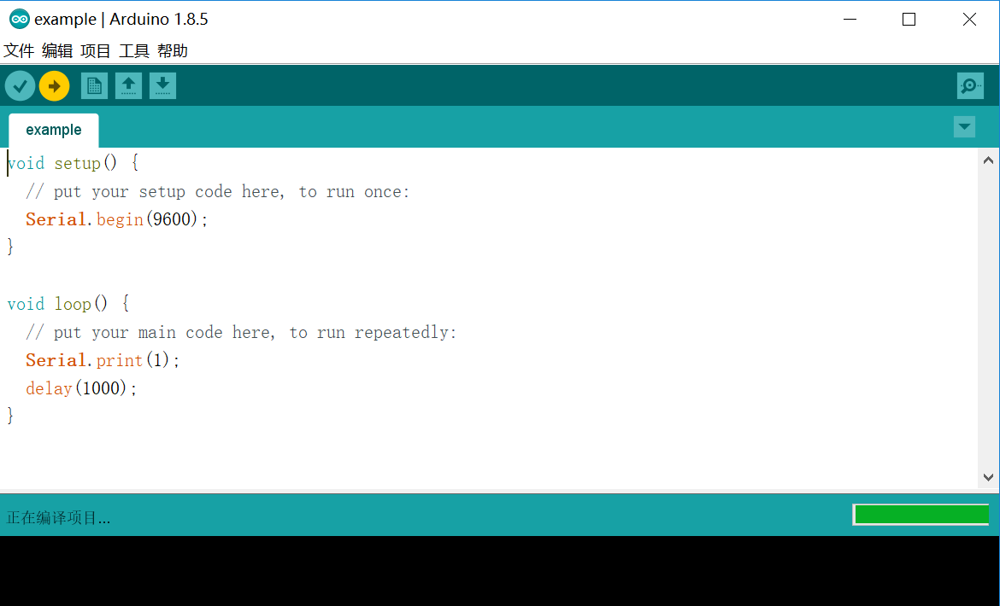 example | Arduino 1.8.5
文件 编辑 项目 工具 帮助
example
void setup() {
  // put your setup code here, to run once:
  Serial.begin(9600);
}
void loop() {
  // put your main code here, to run repeatedly:
  Serial.print(1);
  delay(1000);
}
正在编译项目...